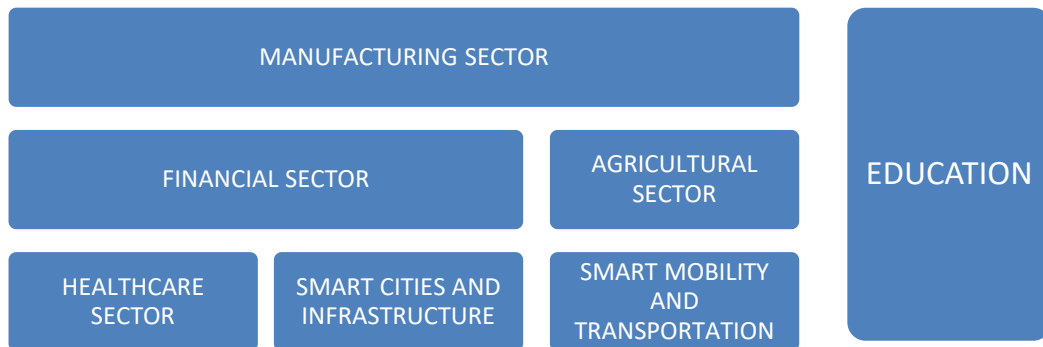 MANUFACTURING SECTOR
FINANCIAL SECTOR
AGRICULTURAL
SECTOR
HEALTHCARE
SECTOR
SMART CITIES AND
INFRASTRUCTURE
SMART MOBILITY
AND
TRANSPORTATION
EDUCATION